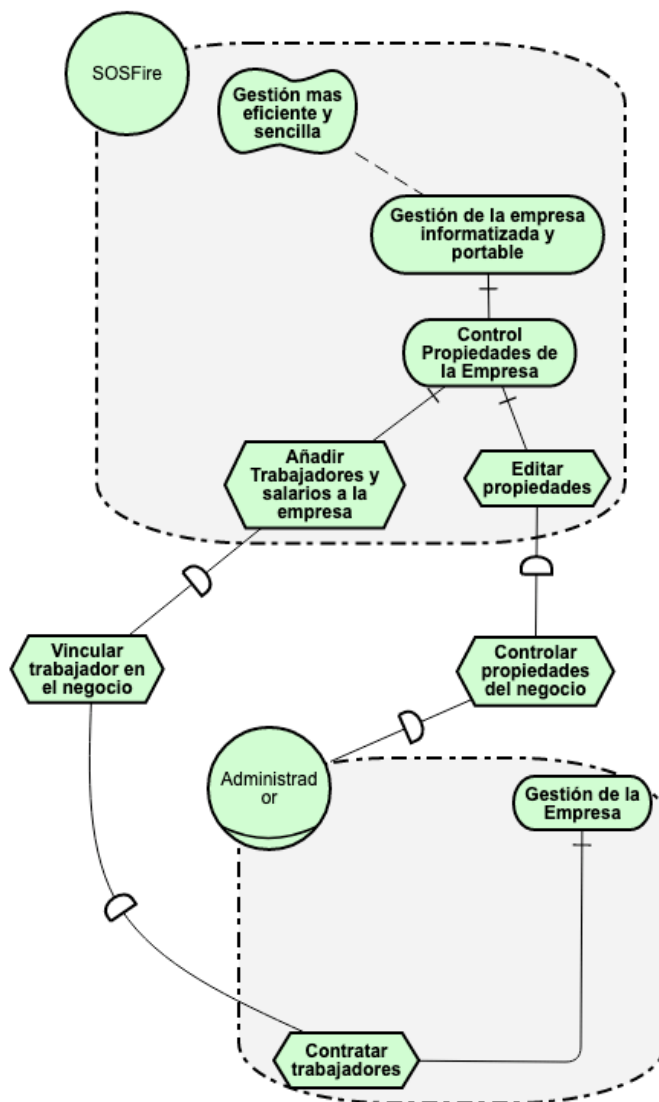 SOSFire
Gestión mas
eficiente y
sencilla
Gestión de la empresa
informatizada y
portable
Control
Propiedades de
la Empresa
Añadir
Trabajadores y
salarios a la
empresa
Editar
propiedades
Vincular
trabajador en
el negocio
Controlar
propiedades
del negocio
Administrad
or
Gestión de la
Empresa
Contratar
trabajadores